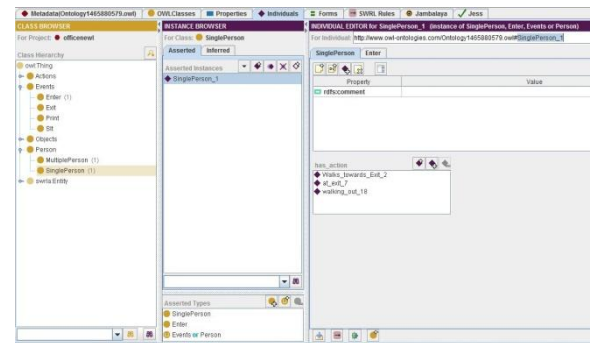 Metadata(Ontology1465880579.owl) OWLClasses Properties Individuals Forms SWRL Rules Jambalaya Jess
CLASS BROWSER
For Project: officenewl
Class Hierarchy
owl:Thing
Actions
Events
Enter (1)
Exit
Print
Sit
Objects
Person
MultiplePerson (1)
SinglePerson (1)
swrla:Entity
INSTANCE BROWSER
For Class: SinglePerson
Asserted Inferred
Asserted Instances
SinglePerson_1
Asserted Types
SinglePerson
Enter
Events or Person
INDIVIDUAL EDITOR for SinglePerson_1 (instance of SinglePerson, Enter, Events or Person)
For Individual: http://www.owl-ontologies.com/Ontology1465880579.owl#SinglePerson_1
SinglePerson Enter
Property Value
rdfs:comment
has_action
Walks_towards_Exit_2
at_exit_7
walking_out_18